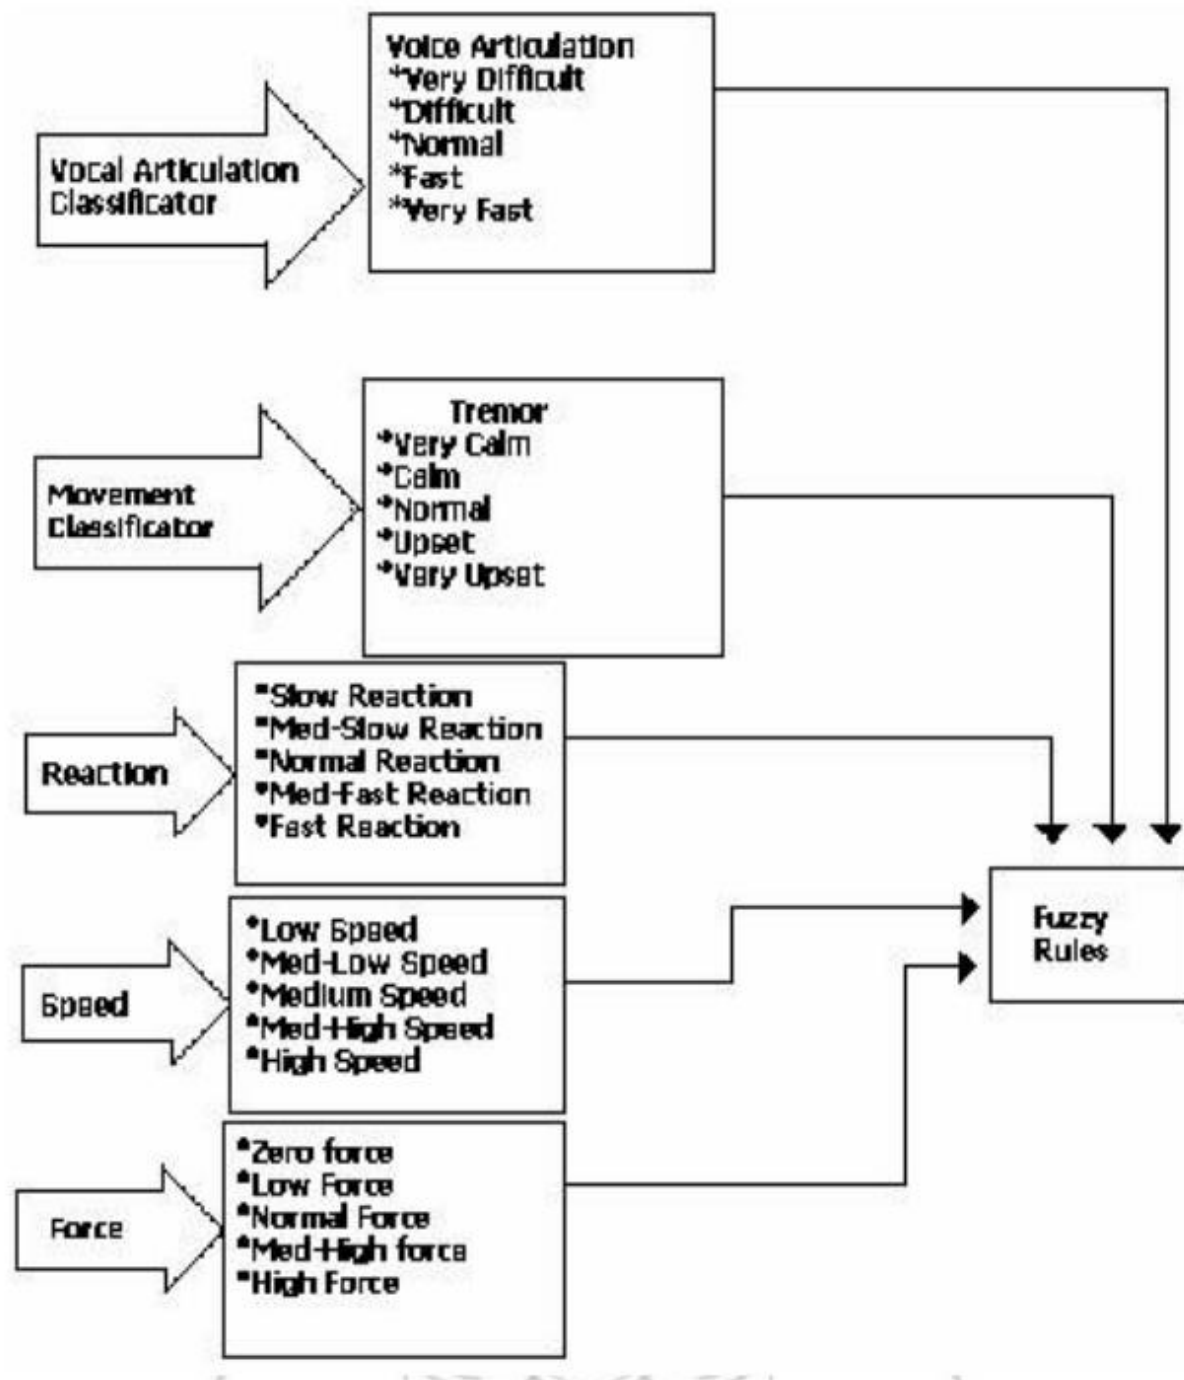 Vocal Articulation
Classificator
Voice Articulation
*Very Difficult
*Difficult
*Normal
*Fast
*Very Fast
Movement
Classificator
Tremor
*Very Calm
*Calm
*Normal
*Upset
*Very Upset
Reaction
*Slow Reaction
*Med-Slow Reaction
*Normal Reaction
*Med-Fast Reaction
*Fast Reaction
Speed
*Low Speed
*Med-Low Speed
*Medium Speed
*Med-High Speed
*High Speed
Force
*Zero force
*Low Force
*Normal Force
*Med-High force
*High Force
Fuzzy
Rules